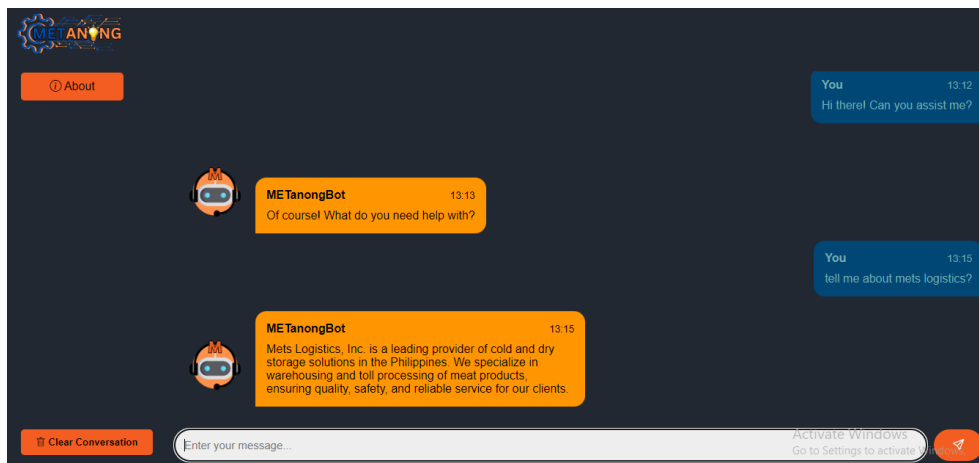 METANONG
About
You 13:12
Hi there! Can you assist me?
M
METanongBot 13:13
Of course! What do you need help with?
You 13:15
tell me about mets logistics?
M
METanongBot 13:15
Mets Logistics, Inc. is a leading provider of cold and dry
storage solutions in the Philippines. We specialize in
warehousing and toll processing of meat products,
ensuring quality, safety, and reliable service for our clients.
Clear Conversation
Enter your message...
Activate Windows
Go to Settings to activate Windows.